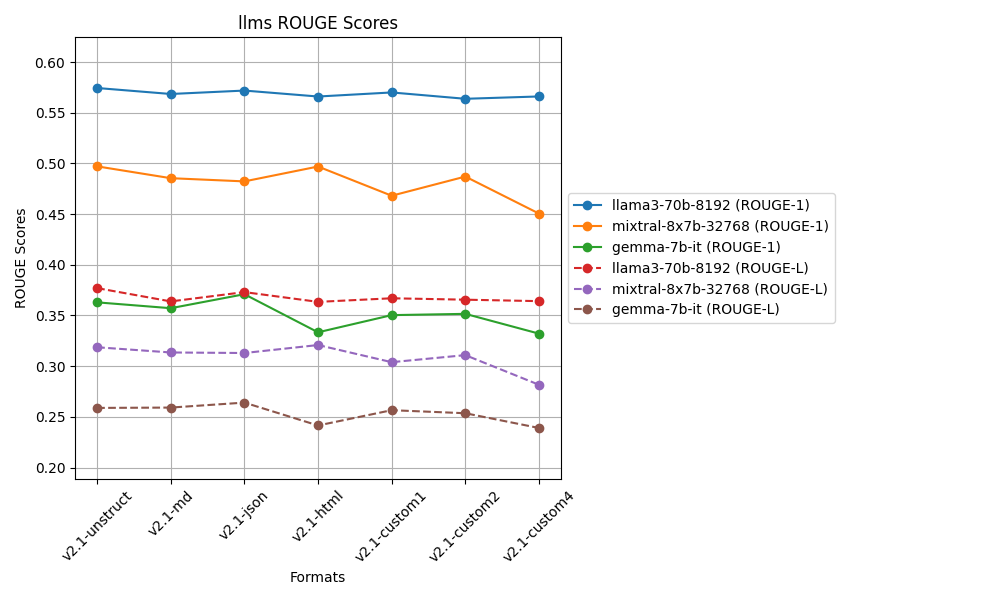 llms ROUGE Scores
ROUGE Scores
0.60
0.55
0.50
0.45
0.40
0.35
0.30
0.25
0.20
v2.1-unstruct
v2.1-md
v2.1-json
v2.1-html
v2.1-custom1
v2.1-custom2
v2.1-custom4
Formats
llama3-70b-8192 (ROUGE-1)
mixtral-8x7b-32768 (ROUGE-1)
gemma-7b-it (ROUGE-1)
llama3-70b-8192 (ROUGE-L)
mixtral-8x7b-32768 (ROUGE-L)
gemma-7b-it (ROUGE-L)